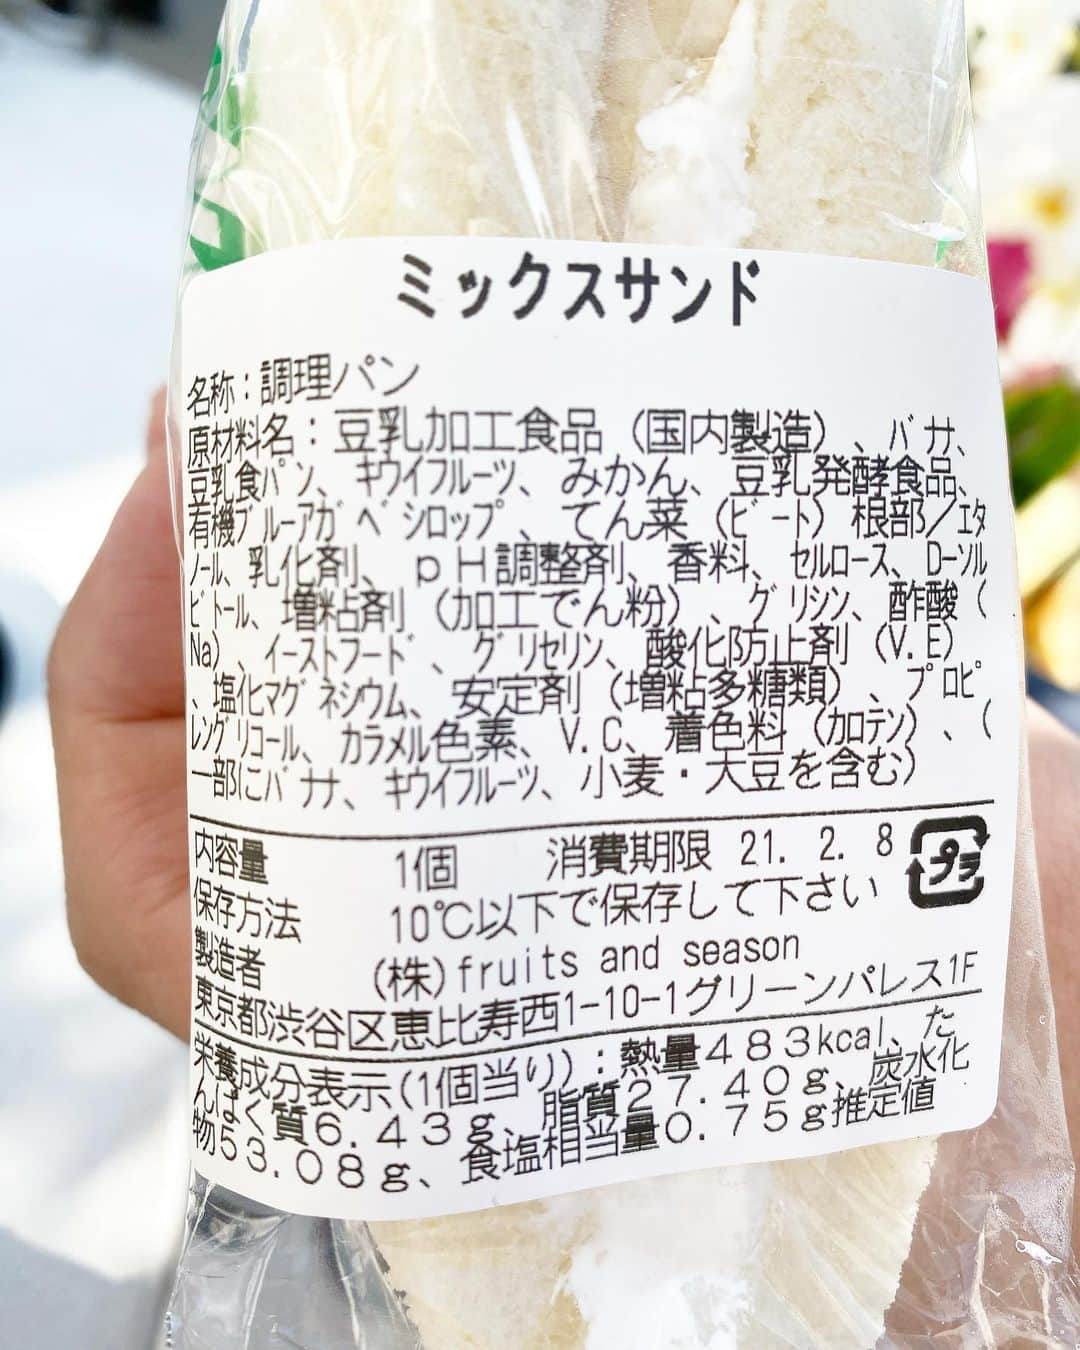 ミックスサンド
名称：調理パン
原材料名：豆乳加工食品（国内製造）、バナナ、
豆乳食パン、キウイフルーツ、みかん、豆乳発酵食品、
有機ブルーアガベシロップ、てん菜（ビート）根部／エタ
ノール、乳化剤、ｐＨ調整剤、香料、セルロース、D-ソル
ビトール、増粘剤（加工でん粉）、グリシン、酢酸（
Na）、イーストフード、グリセリン、酸化防止剤（V.E）
、塩化マグネシウム、安定剤（増粘多糖類）、プロピ
レングリコール、カラメル色素、V.C、着色料（カロテン）、（
一部にバナナ、キウイフルーツ、小麦・大豆を含む）
内容量 1個 消費期限 21. 2. 8
プラ
保存方法 10℃以下で保存して下さい
製造者 (株)fruits and season
東京都渋谷区恵比寿西1-10-1グリーンパレス1F
栄養成分表示(1個当り)：熱量４８３kcal、た
んぱく質６.４３ｇ、脂質２７.４０ｇ、炭水化
物５３.０８ｇ、食塩相当量０.７５ｇ推定値